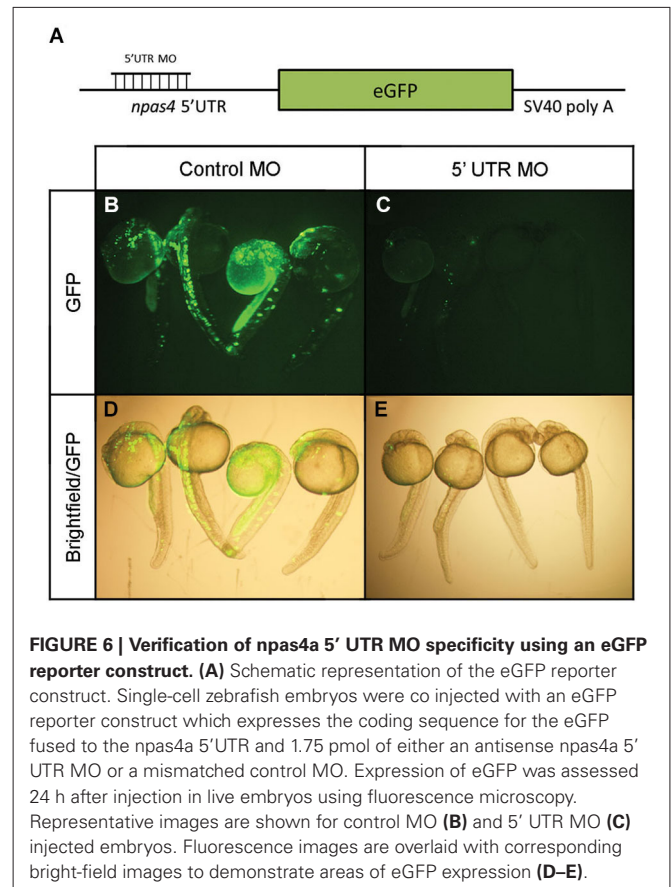 A
5'UTR MO
npas4 5'UTR
eGFP
SV40 poly A
Control MO
5' UTR MO
GFP
B
C
Brightfield/GFP
D
E
FIGURE 6 | Verification of npas4a 5′ UTR MO specificity using an eGFP
reporter construct. (A) Schematic representation of the eGFP reporter
construct. Single-cell zebrafish embryos were co injected with an eGFP
reporter construct which expresses the coding sequence for the eGFP
fused to the npas4a 5′UTR and 1.75 pmol of either an antisense npas4a 5′
UTR MO or a mismatched control MO. Expression of eGFP was assessed
24 h after injection in live embryos using fluorescence microscopy.
Representative images are shown for control MO (B) and 5′ UTR MO (C)
injected embryos. Fluorescence images are overlaid with corresponding
bright-field images to demonstrate areas of eGFP expression (D–E).